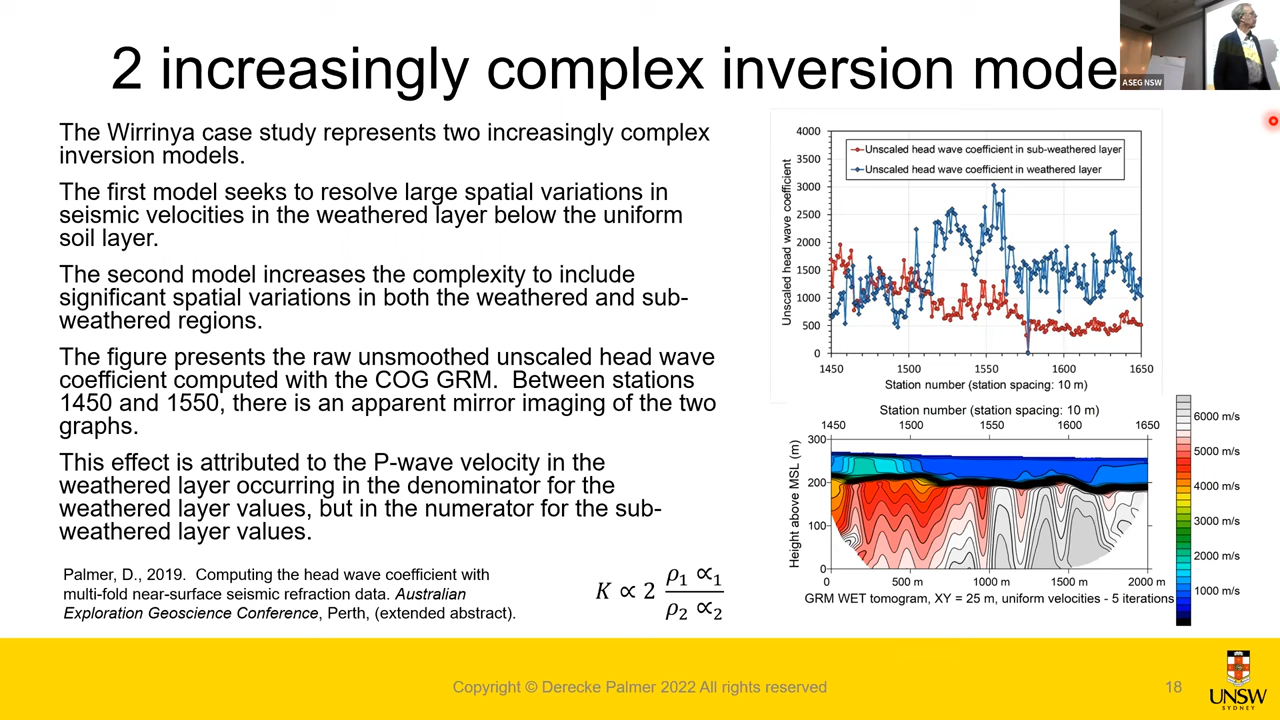 2 increasingly complex inversion mode
ASEG NSW
The Wirrinya case study represents two increasingly complex
inversion models.
The first model seeks to resolve large spatial variations in
seismic velocities in the weathered layer below the uniform
soil layer.
The second model increases the complexity to include
significant spatial variations in both the weathered and sub-
weathered regions.
The figure presents the raw unsmoothed unscaled head wave
coefficient computed with the COG GRM. Between stations
1450 and 1550, there is an apparent mirror imaging of the two
graphs.
This effect is attributed to the P-wave velocity in the
weathered layer occurring in the denominator for the
weathered layer values, but in the numerator for the sub-
weathered layer values.
Palmer, D., 2019. Computing the head wave coefficient with
multi-fold near-surface seismic refraction data. Australian
Exploration Geoscience Conference, Perth, (extended abstract).
K ∝ 2 ρ1 ∝1 / ρ2 ∝2
Unscaled head wave coefficient
4000
3500
3000
2500
2000
1500
1000
500
0
Unscaled head wave coefficient in sub-weathered layer
Unscaled head wave coefficient in weathered layer
1450 1500 1550 1600 1650
Station number (station spacing: 10 m)
Station number (station spacing: 10 m)
1450 1500 1550 1600 1650
Height above MSL (m)
300
200
100
0
0 500 m 1000 m 1500 m 2000 m
GRM WET tomogram, XY = 25 m, uniform velocities - 5 iterations
6000 m/s
5000 m/s
4000 m/s
3000 m/s
2000 m/s
1000 m/s
Copyright © Derecke Palmer 2022 All rights reserved
18
UNSW
SYDNEY